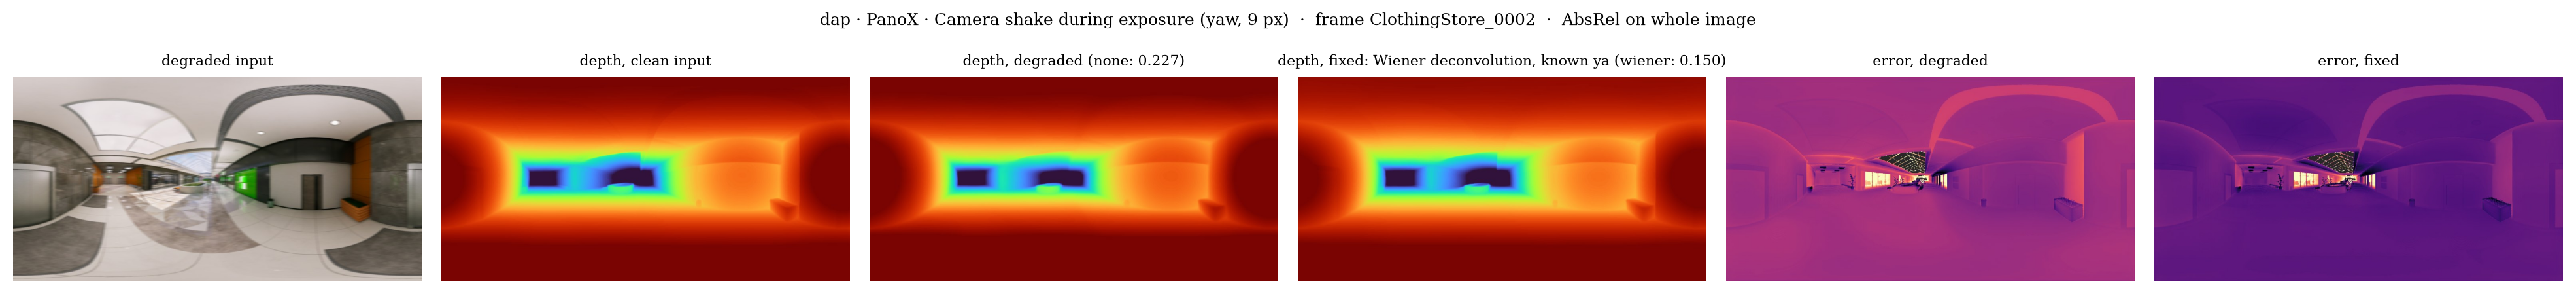 dap · PanoX · Camera shake during exposure (yaw, 9 px) · frame ClothingStore_0002 · AbsRel on whole image
degraded input
depth, clean input
depth, degraded (none: 0.227)
depth, fixed: Wiener deconvolution, known ya (wiener: 0.150)
error, degraded
error, fixed